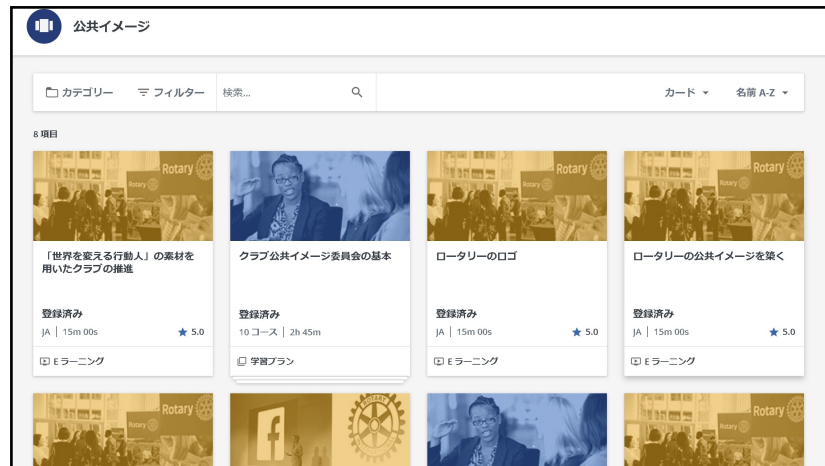 公共イメージ
カテゴリー フィルター 検索... カード 名前 A-Z
8 項目
Rotary Rotary
Rotary Rotary
Rotary Rotary
「世界を変える行動人」の素材を
用いたクラブの推進
クラブ公共イメージ委員会の基本
ロータリーのロゴ
ロータリーの公共イメージを築く
登録済み 登録済み 登録済み 登録済み
JA | 15m 00s ★ 5.0 10 コース | 2h 45m JA | 15m 00s ★ 5.0 JA | 15m 00s ★ 5.0
E ラーニング 学習プラン E ラーニング E ラーニング
Rotary Rotary
ROTARY
f
Rotary Rotary